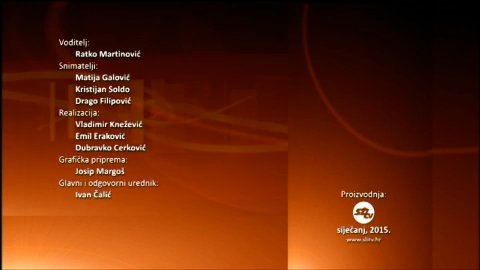 Voditelj:
Ratko Martinović
Snimatelji:
Matija Galović
Kristijan Soldo
Drago Filipović
Realizacija:
Vladimir Knežević
Emil Eraković
Dubravko Cerković
Grafička priprema:
Josip Margoš
Glavni i odgovorni urednik:
Ivan Čalić
Proizvodnja:
sbtv
siječanj, 2015.
www.sbtv.hr